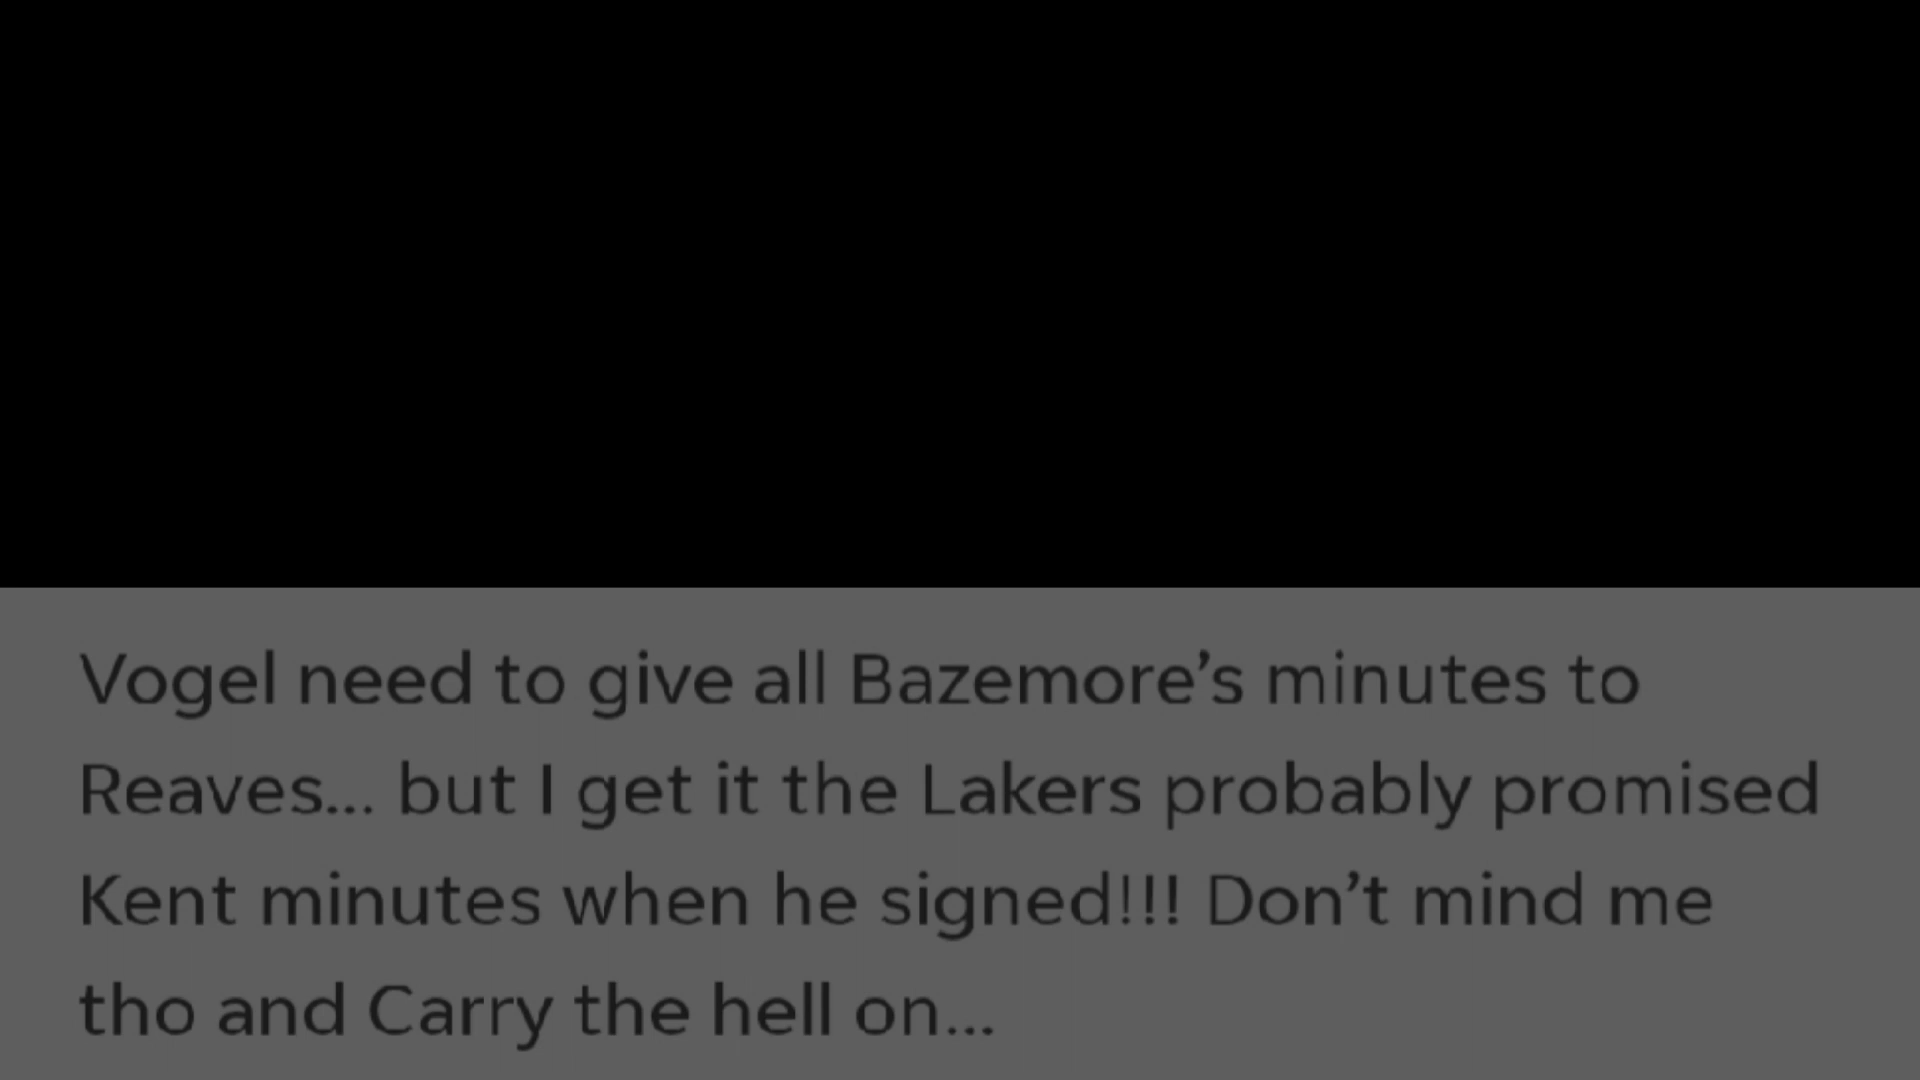 Vogel need to give all Bazemore’s minutes to
Reaves... but I get it the Lakers probably promised
Kent minutes when he signed!!! Don’t mind me
tho and Carry the hell on...